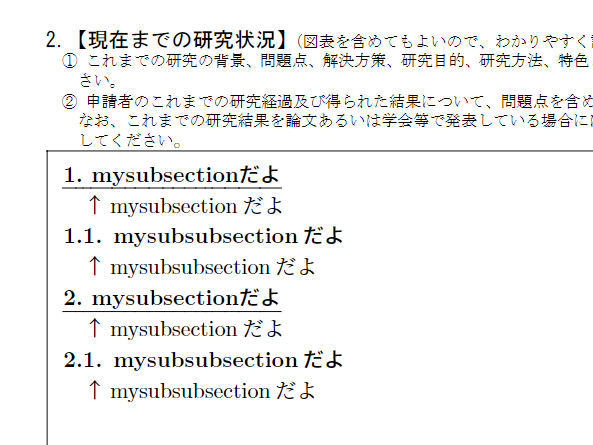 2.【現在までの研究状況】(図表を含めてもよいので、わかりやすく
① これまでの研究の背景、問題点、解決方策、研究目的、研究方法、特色
さい。
② 申請者のこれまでの研究経過及び得られた結果について、問題点を含め
なお、これまでの研究結果を論文あるいは学会等で発表している場合には
してください。
1. mysubsectionだよ
↑ mysubsection だよ
1.1. mysubsubsection だよ
↑ mysubsubsection だよ
2. mysubsectionだよ
↑ mysubsection だよ
2.1. mysubsubsection だよ
↑ mysubsubsection だよ